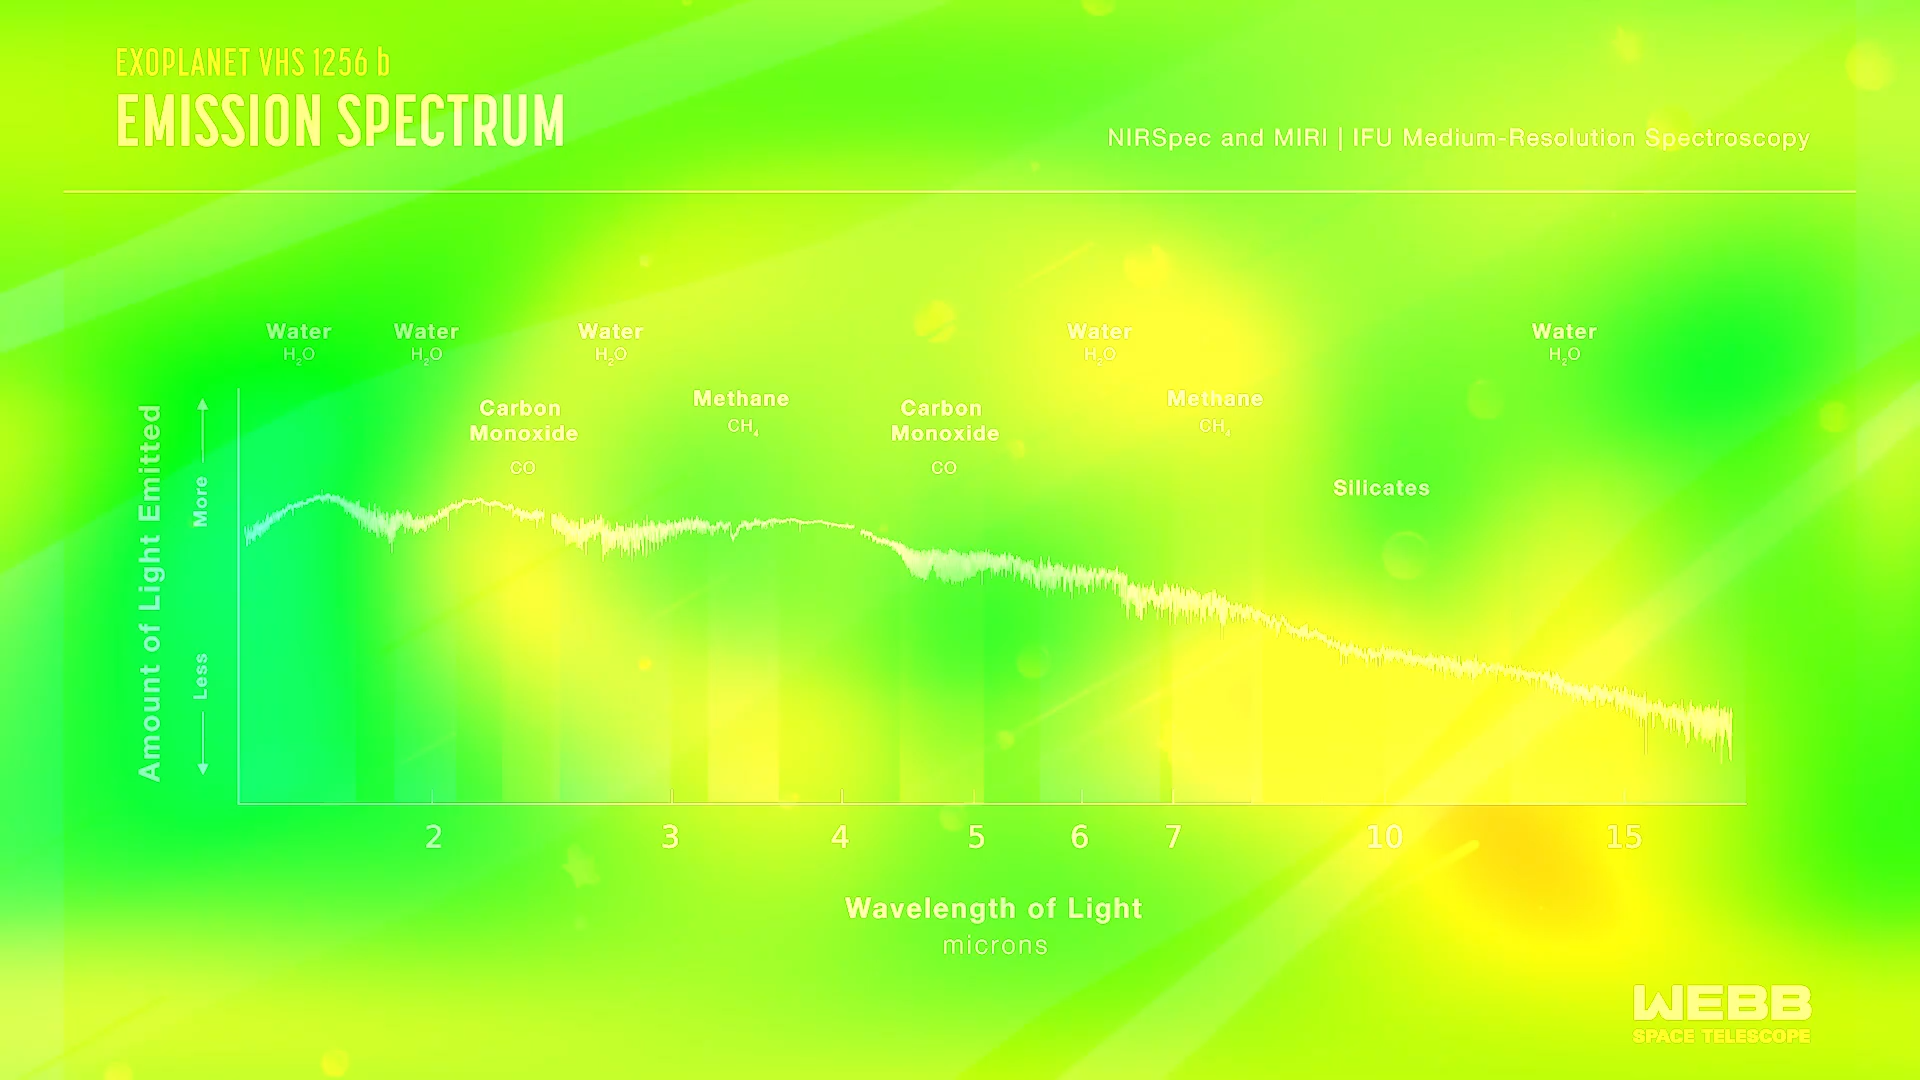 EXOPLANET VHS 1256 b
EMISSION SPECTRUM
NIRSpec and MIRI | IFU Medium-Resolution Spectroscopy
Water
H₂O
Water
H₂O
Water
H₂O
Water
H₂O
Water
H₂O
Carbon
Monoxide
CO
Methane
CH₄
Carbon
Monoxide
CO
Methane
CH₄
Silicates
Amount of Light Emitted
More
Less
2 3 4 5 6 7 10 15
Wavelength of Light
microns
WEBB
SPACE TELESCOPE